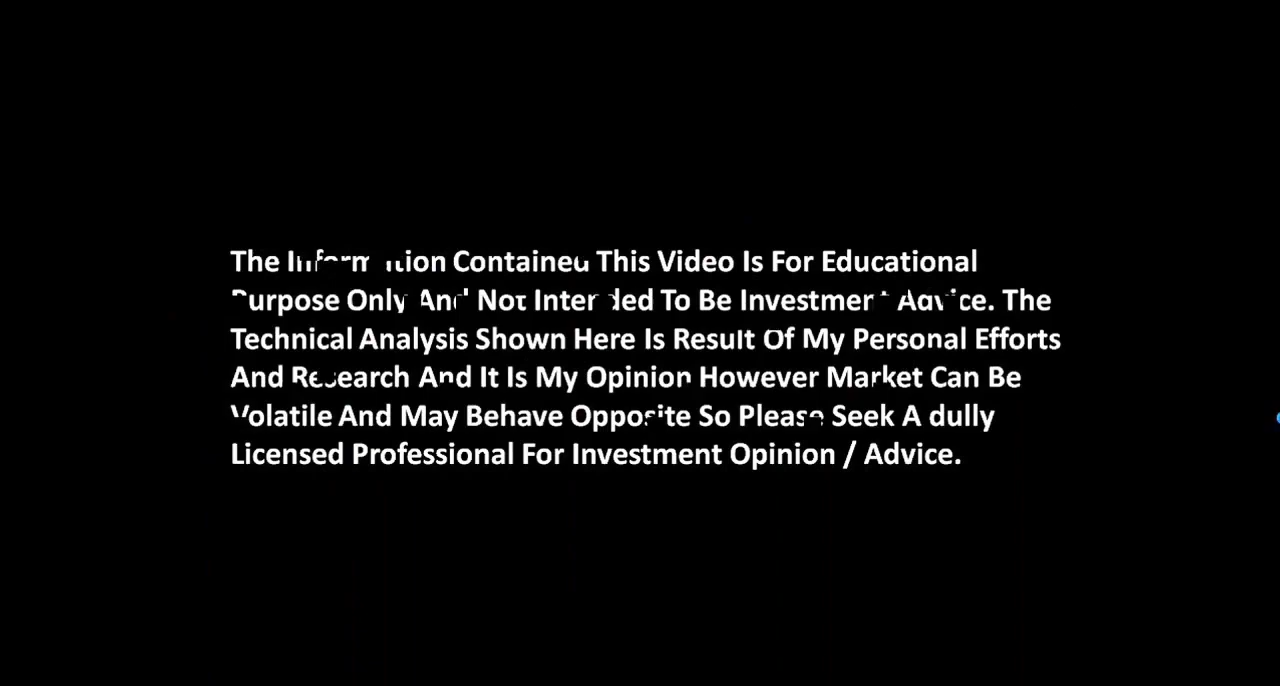 The Information Contained This Video Is For Educational
Purpose Only And Not Intended To Be Investment Advice. The
Technical Analysis Shown Here Is Result Of My Personal Efforts
And Research And It Is My Opinion However Market Can Be
Volatile And May Behave Opposite So Please Seek A dully
Licensed Professional For Investment Opinion / Advice.